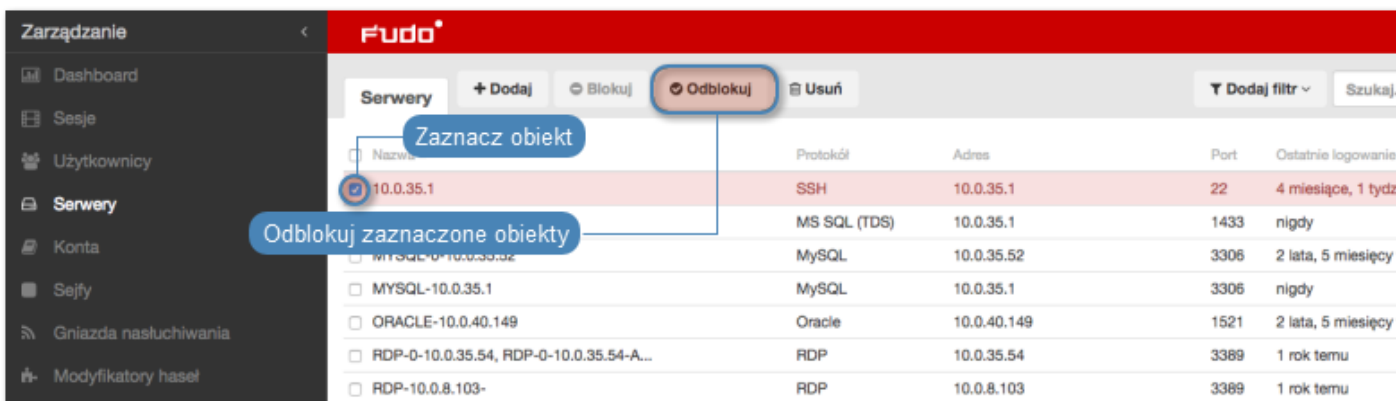 Zarządzanie
Dashboard
Sesje
Użytkownicy
Serwery
Konta
Sejfy
Gniazda nasłuchiwania
Modyfikatory haseł
Fudo
Serwery + Dodaj Blokuj Odblokuj Usuń Dodaj filtr Szukaj.
Zaznacz obiekt
Nazwa Protokół Adres Port Ostatnie logowanie
10.0.35.1 SSH 10.0.35.1 22 4 miesiące, 1 tydz
MS SQL (TDS) 10.0.35.1 1433 nigdy
Odblokuj zaznaczone obiekty
MYSQL-0-10.0.35.52 MySQL 10.0.35.52 3306 2 lata, 5 miesięcy
MYSQL-10.0.35.1 MySQL 10.0.35.1 3306 nigdy
ORACLE-10.0.40.149 Oracle 10.0.40.149 1521 2 lata, 5 miesięcy
RDP-0-10.0.35.54, RDP-0-10.0.35.54-A... RDP 10.0.35.54 3389 1 rok temu
RDP-10.0.8.103- RDP 10.0.8.103 3389 1 rok temu